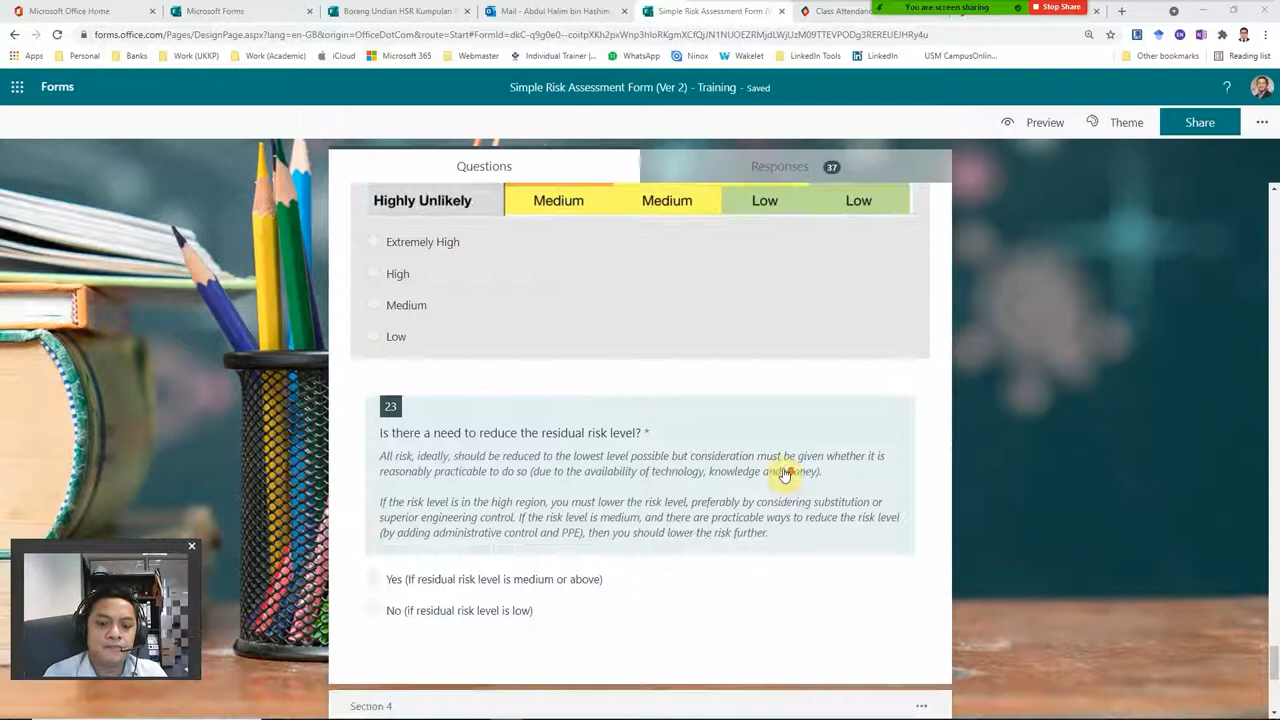 Microsoft Office Home
Microsoft Forms
Borang Undian HSR Kumpulan
Mail - Abdul Halim bin Hashim
Simple Risk Assessment Form (V
Class Attendan
You are screen sharing
Stop Share
forms.office.com/Pages/DesignPage.aspx?lang=en-GB&origin=OfficeDotCom&route=Start#FormId=
Apps
Personal
Banks
Work (UKKP)
Work (Academic)
iCloud
Microsoft 365
Webmaster
Individual Trainer |...
WhatsApp
Ninox
Wakelet
LinkedIn Tools
LinkedIn
USM CampusOnlin...
Other bookmarks
Reading list
Forms
Simple Risk Assessment Form (Ver 2) - Training - Saved
?
Preview
Theme
Share
Questions
Responses 37
Highly Unlikely
Medium
Medium
Low
Low
Extremely High
High
Medium
Low
23
Is there a need to reduce the residual risk level? *
All risk, ideally, should be reduced to the lowest level possible but consideration must be given whether it is
reasonably practicable to do so (due to the availability of technology, knowledge and money).
If the risk level is in the high region, you must lower the risk level, preferably by considering substitution or
superior engineering control. If the risk level is medium, and there are practicable ways to reduce the risk level
(by adding administrative control and PPE), then you should lower the risk further.
Yes (If residual risk level is medium or above)
No (if residual risk level is low)
Section 4